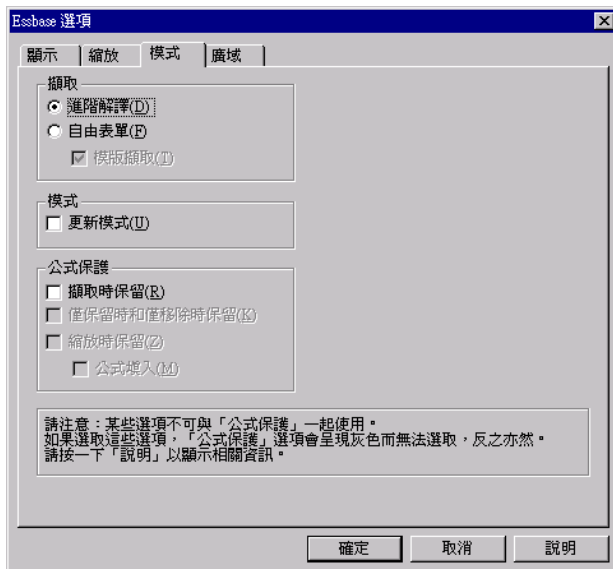 Essbase 選項
顯示 縮放 模式 廣域
擷取
進階解譯(D)
自由表單(F)
模版擷取(T)
模式
更新模式(U)
公式保護
擷取時保留(R)
僅保留時和僅移除時保留(K)
縮放時保留(Z)
公式填入(M)
請注意：某些選項不可與「公式保護」一起使用。
如果選取這些選項，「公式保護」選項會呈現灰色而無法選取，反之亦然。
請按一下「說明」以顯示相關資訊。
確定 取消 說明